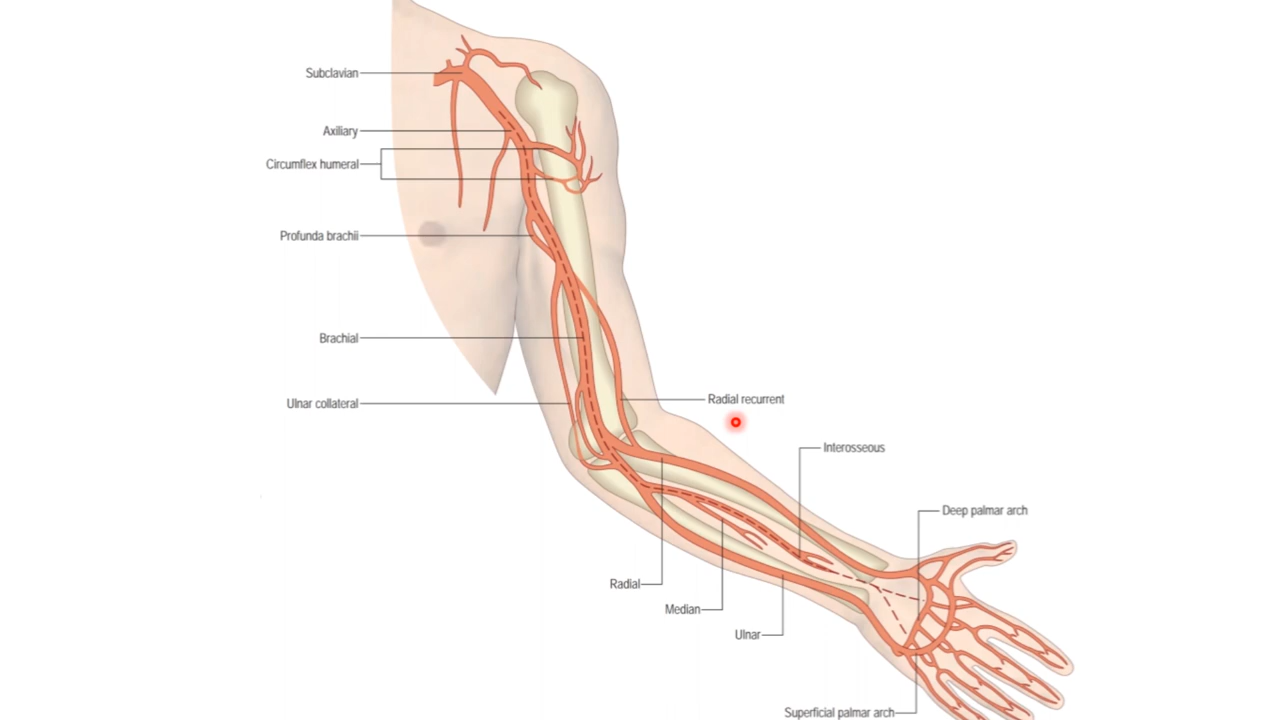 Subclavian
Axiliary
Circumflex humeral
Profunda brachii
Brachial
Ulnar collateral
Radial recurrent
Interosseous
Deep palmar arch
Radial
Median
Ulnar
Superficial palmar arch